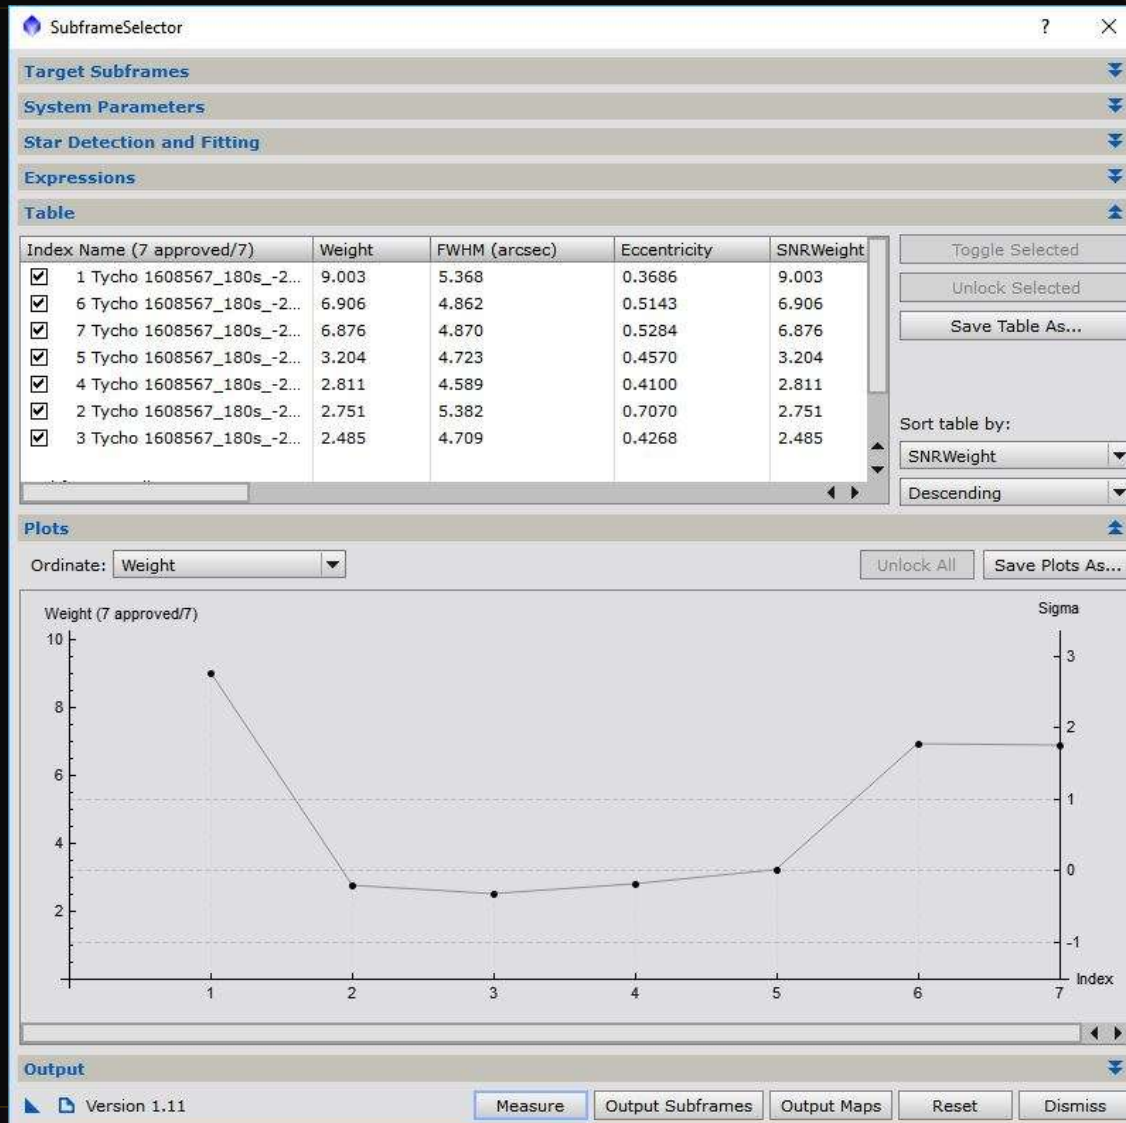 SubframeSelector ? ×
Target Subframes
System Parameters
Star Detection and Fitting
Expressions
Table
Index Name (7 approved/7) Weight FWHM (arcsec) Eccentricity SNRWeight
1 Tycho 1608567_180s_-2... 9.003 5.368 0.3686 9.003
6 Tycho 1608567_180s_-2... 6.906 4.862 0.5143 6.906
7 Tycho 1608567_180s_-2... 6.876 4.870 0.5284 6.876
5 Tycho 1608567_180s_-2... 3.204 4.723 0.4570 3.204
4 Tycho 1608567_180s_-2... 2.811 4.589 0.4100 2.811
2 Tycho 1608567_180s_-2... 2.751 5.382 0.7070 2.751
3 Tycho 1608567_180s_-2... 2.485 4.709 0.4268 2.485
Toggle Selected
Unlock Selected
Save Table As...
Sort table by:
SNRWeight
Descending
Plots
Ordinate: Weight Unlock All Save Plots As...
Weight (7 approved/7) Sigma
10
8
6
4
2
3
2
1
0
-1
1 2 3 4 5 6 7 Index
Output
Version 1.11 Measure Output Subframes Output Maps Reset Dismiss